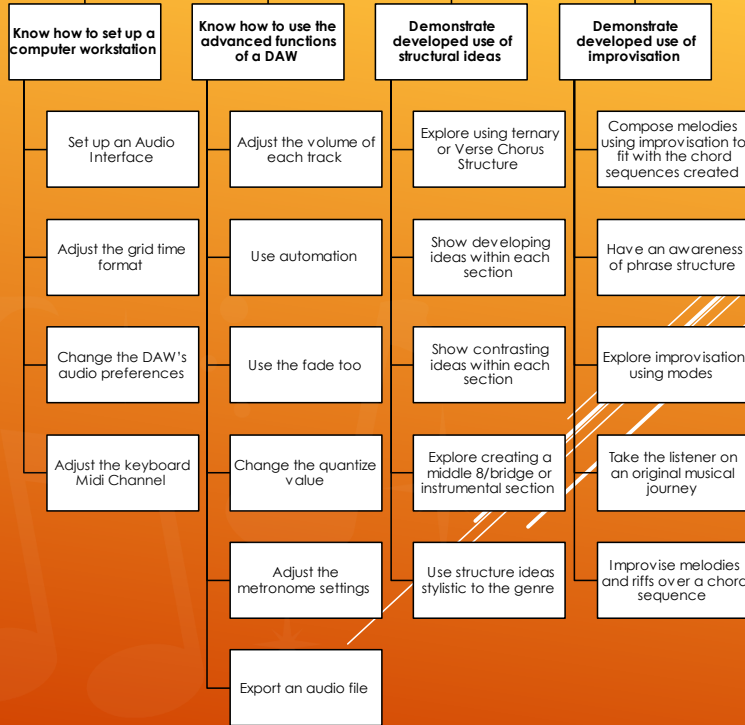 Know how to set up a
computer workstation
Set up an Audio
Interface
Adjust the grid time
format
Change the DAW's
audio preferences
Adjust the keyboard
Midi Channel
Know how to use the
advanced functions
of a DAW
Adjust the volume of
each track
Use automation
Use the fade too
Change the quantize
value
Adjust the
metronome settings
Export an audio file
Demonstrate
developed use of
structural ideas
Explore using ternary
or Verse Chorus
Structure
Show developing
ideas within each
section
Show contrasting
ideas within each
section
Explore creating a
middle 8/bridge or
instrumental section
Use structure ideas
stylistic to the genre
Demonstrate
developed use of
improvisation
Compose melodies
using improvisation to
fit with the chord
sequences created
Have an awareness
of phrase structure
Explore improvisation
using modes
Take the listener on
an original musical
journey
Improvise melodies
and riffs over a chord
sequence